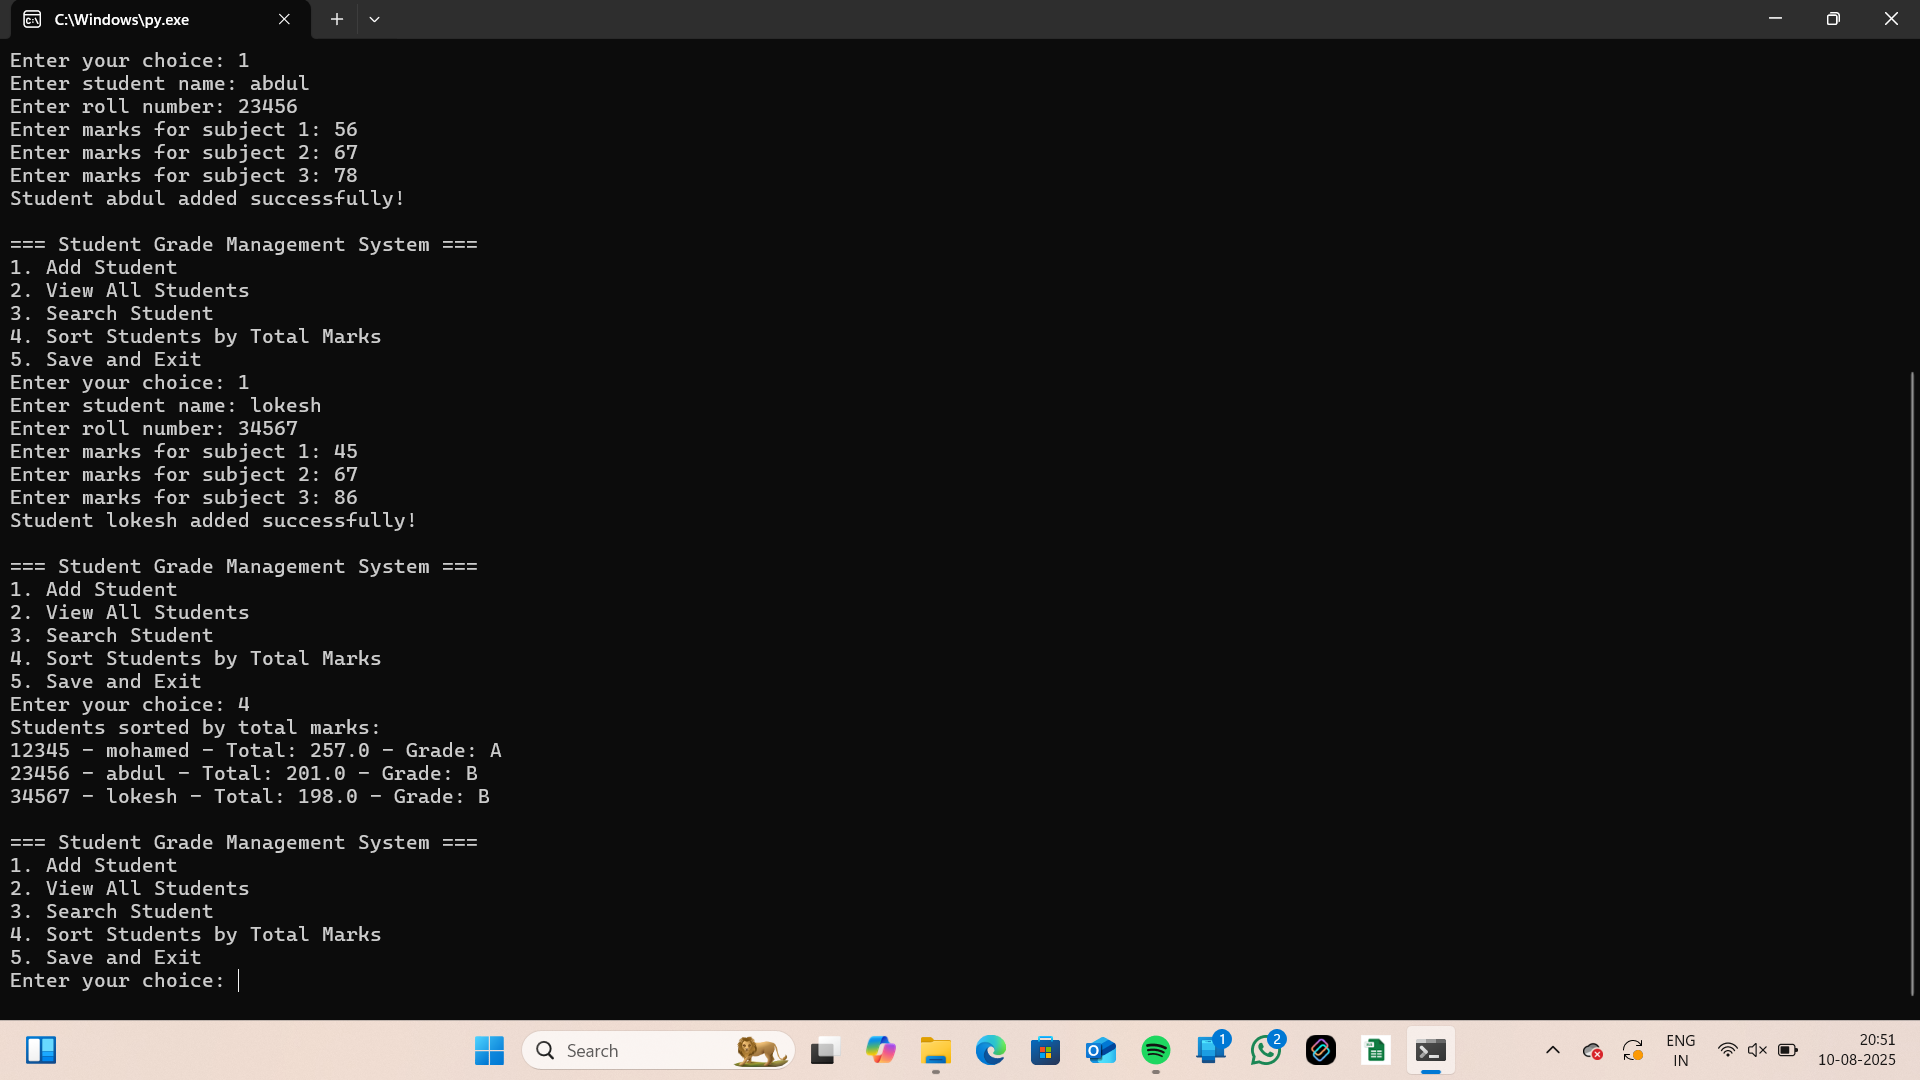 C:\Windows\py.exe
Enter your choice: 1
Enter student name: abdul
Enter roll number: 23456
Enter marks for subject 1: 56
Enter marks for subject 2: 67
Enter marks for subject 3: 78
Student abdul added successfully!
=== Student Grade Management System ===
1. Add Student
2. View All Students
3. Search Student
4. Sort Students by Total Marks
5. Save and Exit
Enter your choice: 1
Enter student name: lokesh
Enter roll number: 34567
Enter marks for subject 1: 45
Enter marks for subject 2: 67
Enter marks for subject 3: 86
Student lokesh added successfully!
=== Student Grade Management System ===
1. Add Student
2. View All Students
3. Search Student
4. Sort Students by Total Marks
5. Save and Exit
Enter your choice: 4
Students sorted by total marks:
12345 - mohamed - Total: 257.0 - Grade: A
23456 - abdul - Total: 201.0 - Grade: B
34567 - lokesh - Total: 198.0 - Grade: B
=== Student Grade Management System ===
1. Add Student
2. View All Students
3. Search Student
4. Sort Students by Total Marks
5. Save and Exit
Enter your choice:
Search
1
2
ENG
IN
20:51
10-08-2025